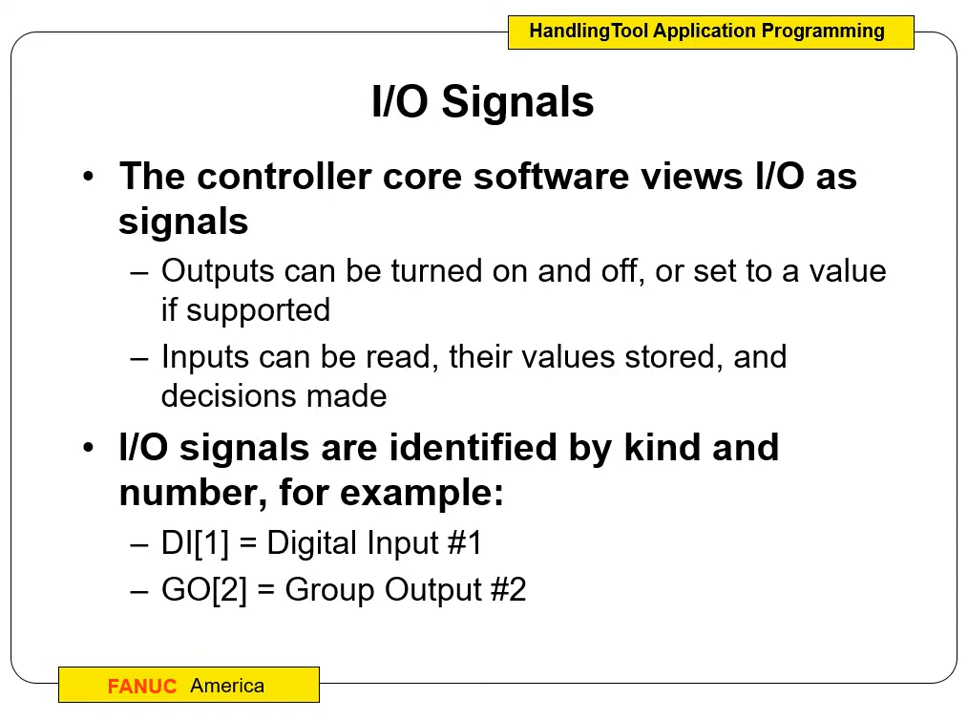 HandlingTool Application Programming
I/O Signals
• The controller core software views I/O as
signals
– Outputs can be turned on and off, or set to a value
if supported
– Inputs can be read, their values stored, and
decisions made
• I/O signals are identified by kind and
number, for example:
– DI[1] = Digital Input #1
– GO[2] = Group Output #2
FANUC America